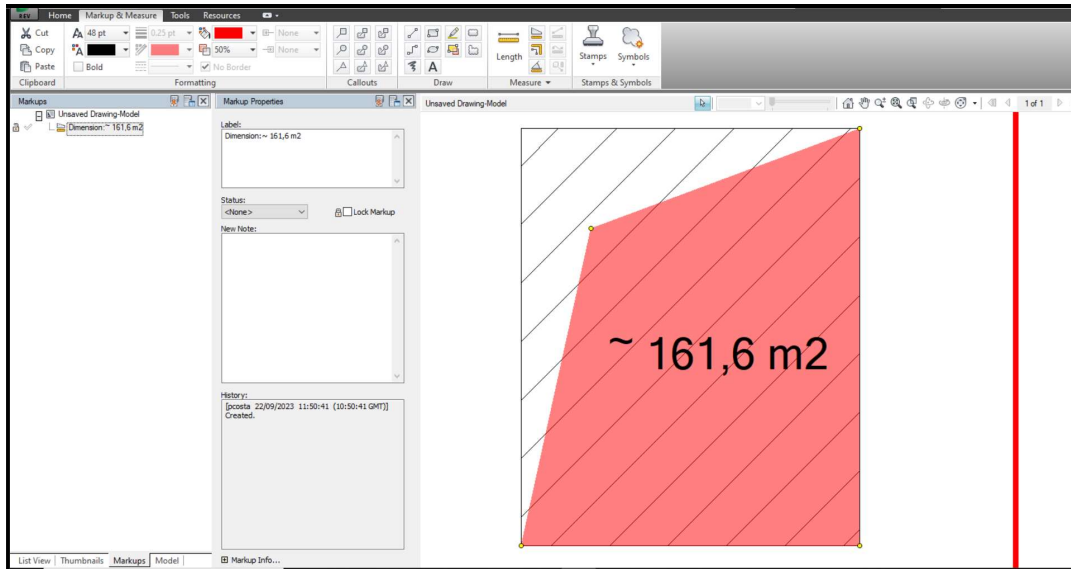 REV Home Markup & Measure Tools Resources
Cut A 48 pt 0.25 pt None Length Stamps Symbols
Copy A 50% None
Paste Bold No Border A A
Clipboard Formatting Callouts Draw Measure Stamps & Symbols
Markups
Unsaved Drawing-Model
Dimension:~ 161,6 m2
List View Thumbnails Markups Model
Markup Properties
Label:
Dimension:~ 161,6 m2
Status:
<None> Lock Markup
New Note:
History:
[pcosta 22/09/2023 11:50:41 (10:50:41 GMT)]
Created.
Markup Info...
Unsaved Drawing-Model 1 of 1
~ 161,6 m2